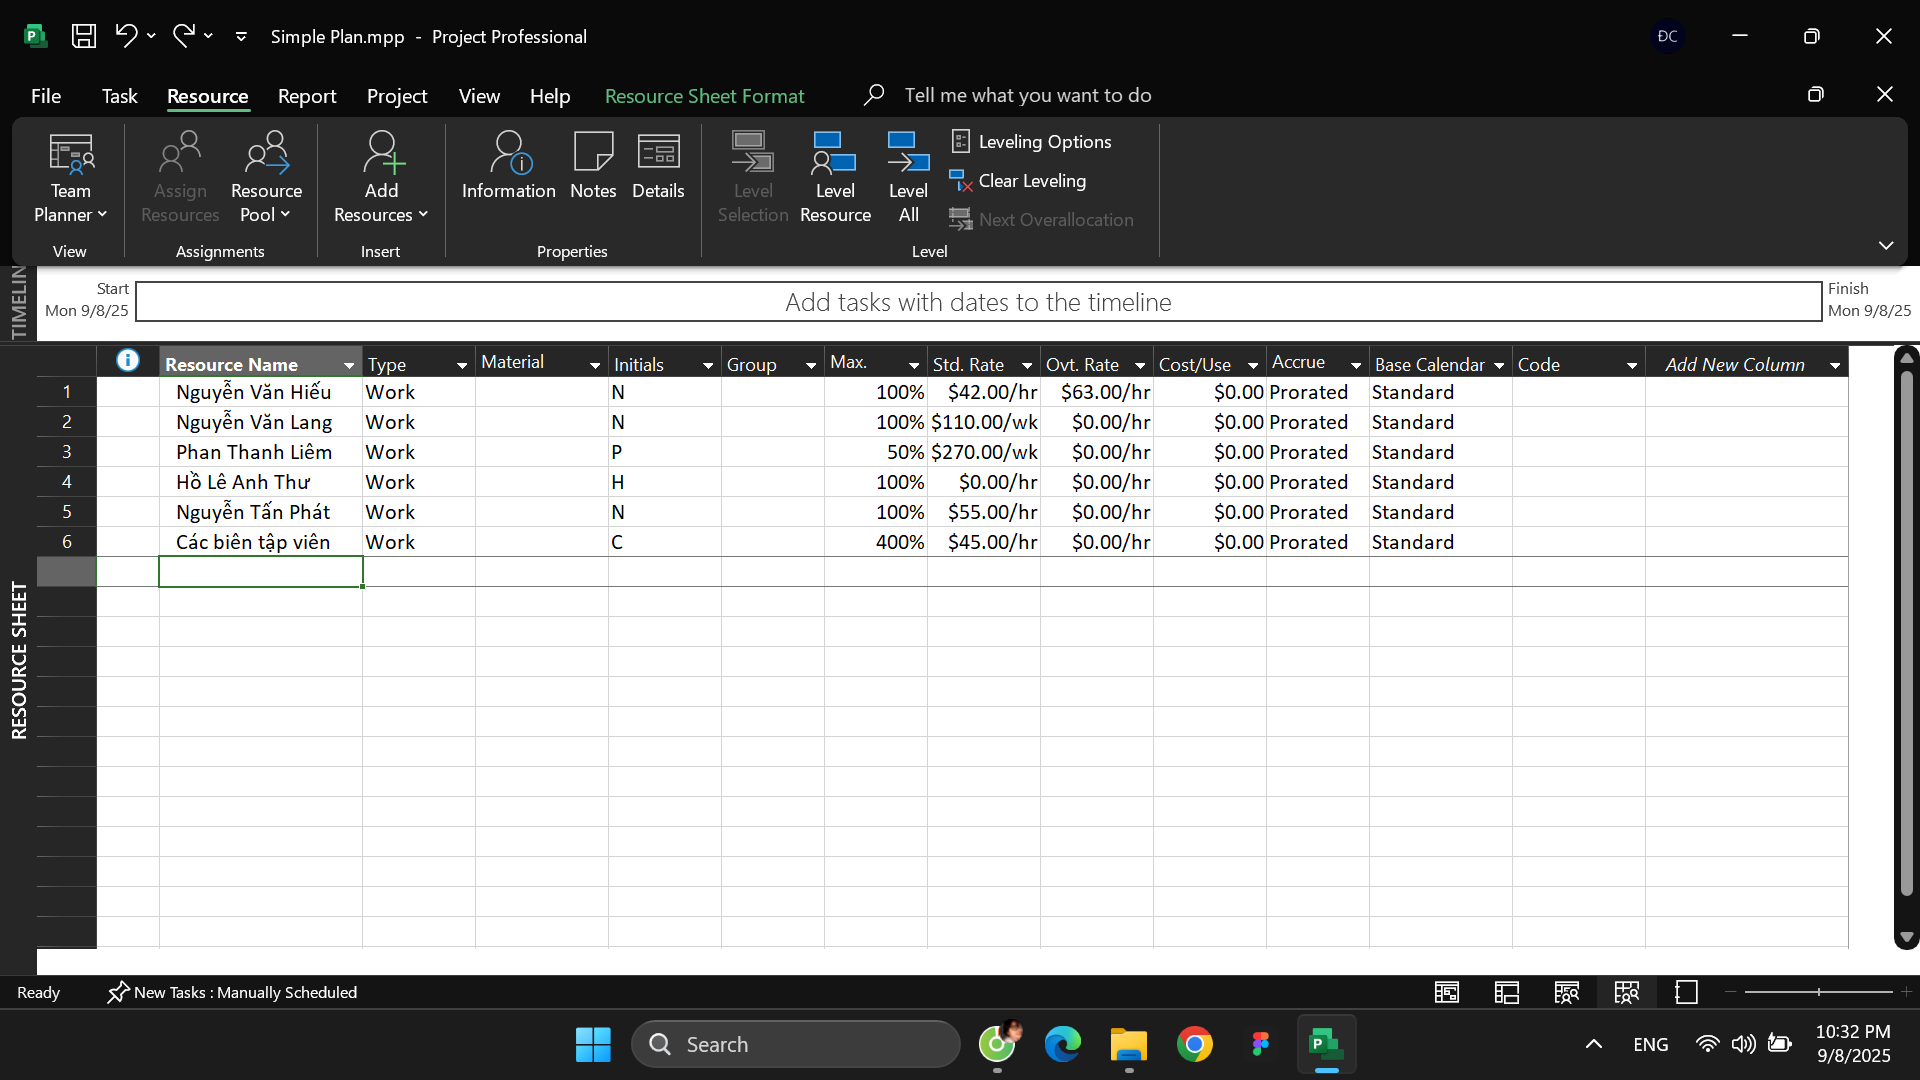 Simple Plan.mpp - Project Professional
ĐC
File Task Resource Report Project View Help Resource Sheet Format Tell me what you want to do
Team Planner
View
Assign Resources
Resource Pool
Assignments
Add Resources
Insert
Information
Notes
Details
Properties
Level Selection
Level Resource
Level All
Leveling Options
Clear Leveling
Next Overallocation
Level
TIMELIN
Start
Mon 9/8/25
Add tasks with dates to the timeline
Finish
Mon 9/8/25
RESOURCE SHEET
Resource Name Type Material Initials Group Max. Std. Rate Ovt. Rate Cost/Use Accrue Base Calendar Code Add New Column
1 Nguyễn Văn Hiếu Work N 100% $42.00/hr $63.00/hr $0.00 Prorated Standard
2 Nguyễn Văn Lang Work N 100% $110.00/wk $0.00/hr $0.00 Prorated Standard
3 Phan Thanh Liêm Work P 50% $270.00/wk $0.00/hr $0.00 Prorated Standard
4 Hồ Lê Anh Thư Work H 100% $0.00/hr $0.00/hr $0.00 Prorated Standard
5 Nguyễn Tấn Phát Work N 100% $55.00/hr $0.00/hr $0.00 Prorated Standard
6 Các biên tập viên Work C 400% $45.00/hr $0.00/hr $0.00 Prorated Standard
Ready New Tasks : Manually Scheduled
Search
ENG
10:32 PM
9/8/2025